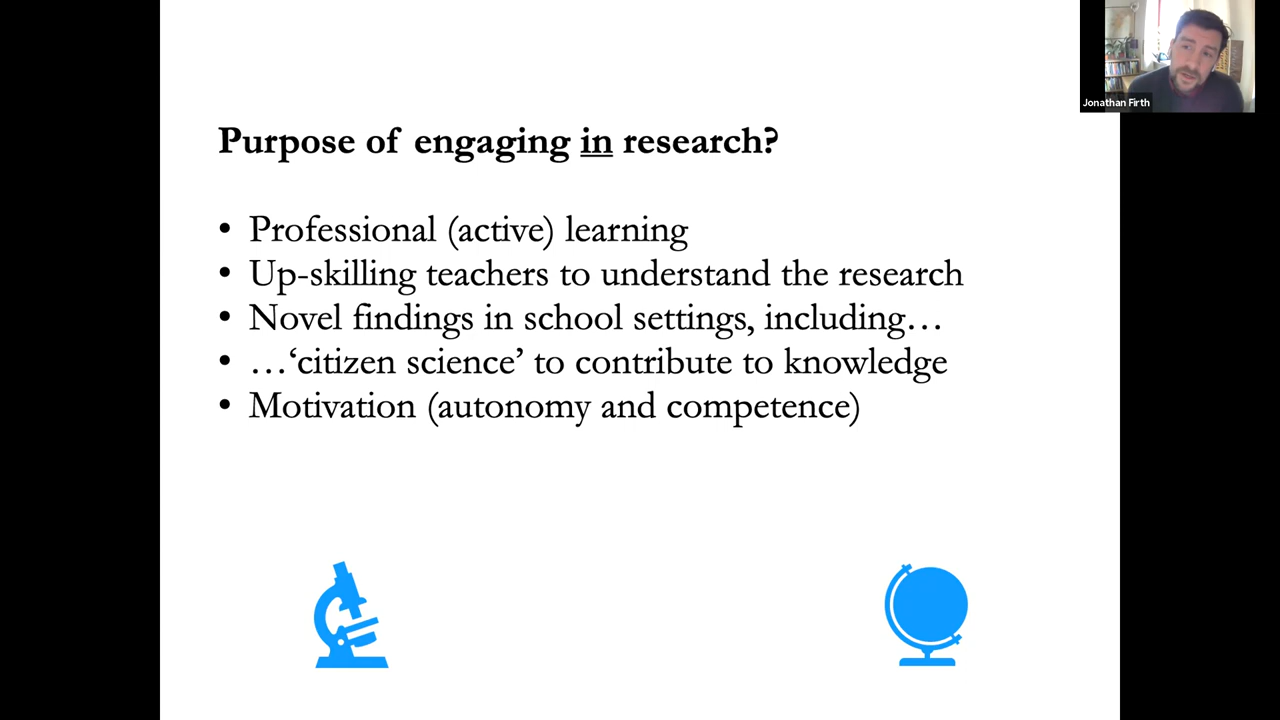 Jonathan Firth
Purpose of engaging in research?
• Professional (active) learning
• Up-skilling teachers to understand the research
• Novel findings in school settings, including…
• …‘citizen science’ to contribute to knowledge
• Motivation (autonomy and competence)